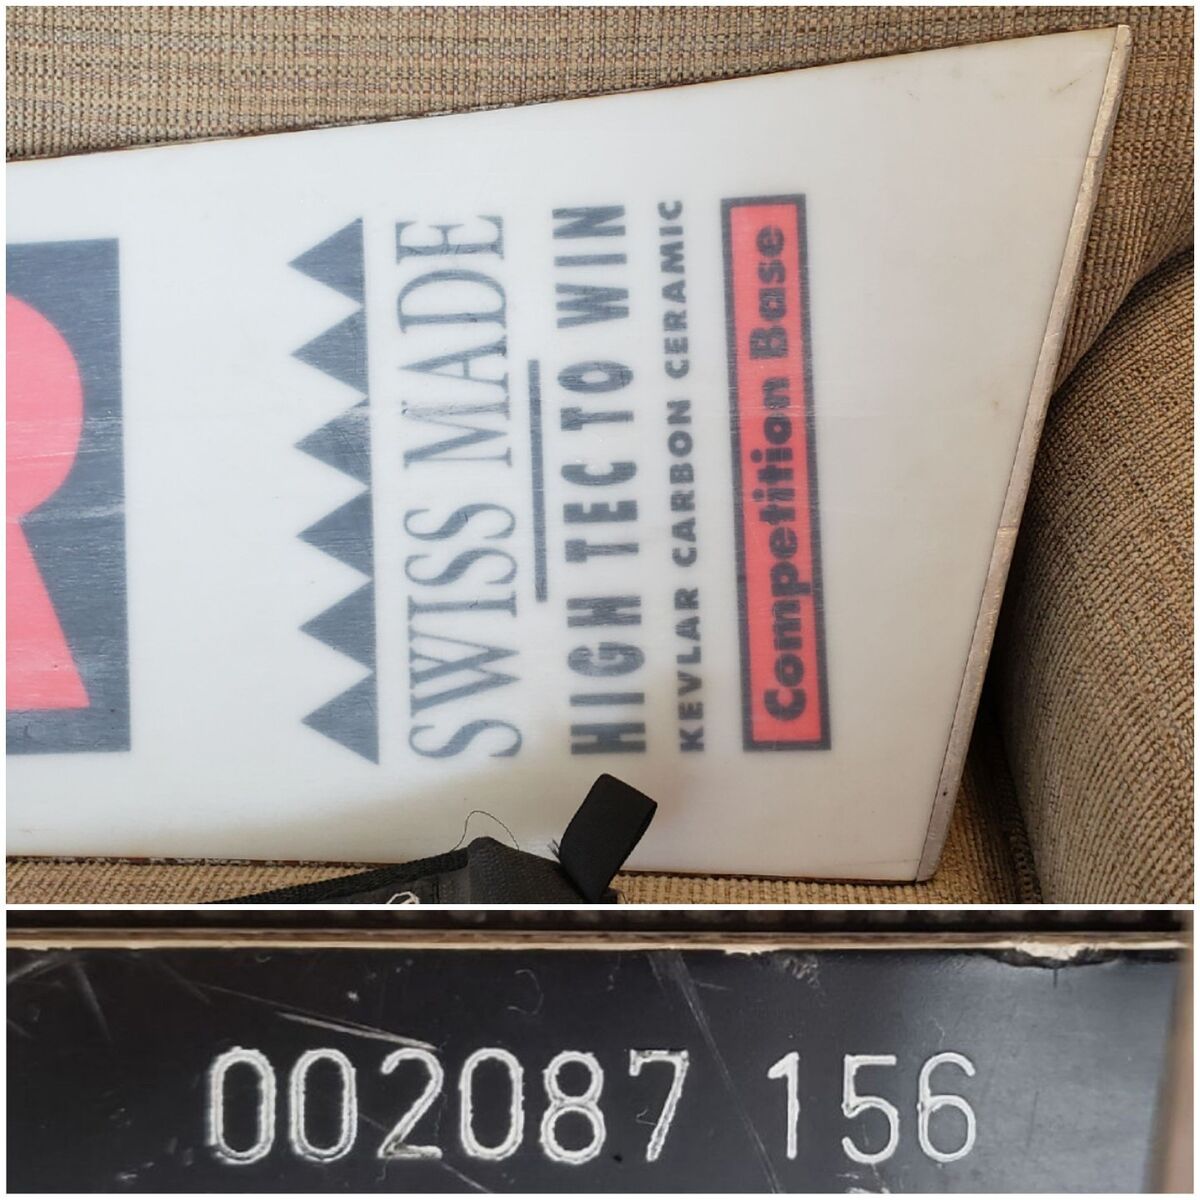 SWISS MADE
HIGH TEC TO WIN
KEVLAR CARBON CERAMIC
Competition Base
002087 156